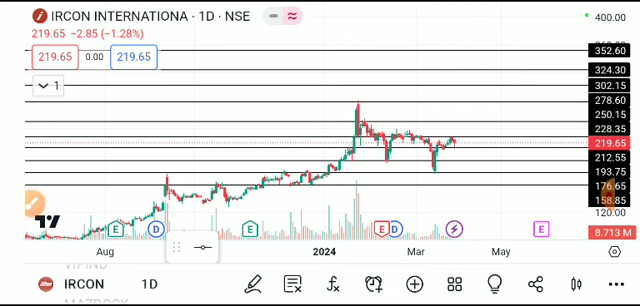 IRCON INTERNATIONA · 1D · NSE
219.65 −2.85 (−1.28%)
219.65 0.00 219.65
1
400.00
352.60
324.30
302.15
278.60
250.15
228.35
219.65
212.55
193.75
176.65
158.85
120.00
8.713 M
E D E E D E
Aug 2024 Mar May
IRCON 1D